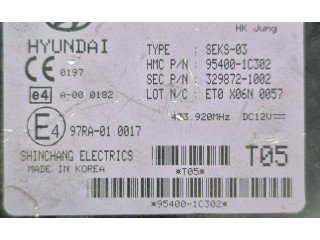 HK Jung
HYUNDAI
TYPE : SEKS-03
CE 0197
HMC P/N : 95400-1C302
SEC P/N : 329872-1002
e4 A-00 0182
LOT N/C : ET0 X06N 0057
E4 97RA-01 0017
433.920MHz DC12V
SHINCHANG ELECTRICS
MADE IN KOREA
*T05*
T05
*95400-1C302*